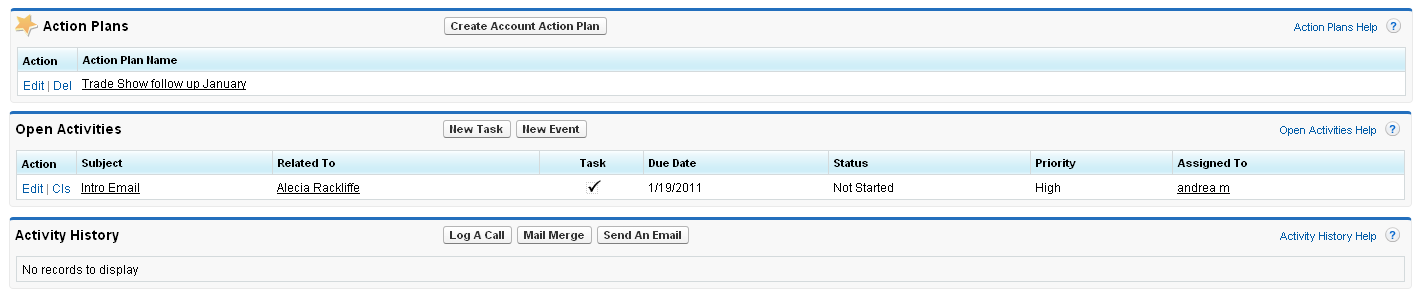 Action Plans Create Account Action Plan Action Plans Help ?
Action Action Plan Name
Edit | Del Trade Show follow up January
Open Activities New Task New Event Open Activities Help ?
Action Subject Related To Task Due Date Status Priority Assigned To
Edit | Cls Intro Email Alecia Rackliffe ✓ 1/19/2011 Not Started High andrea m
Activity History Log A Call Mail Merge Send An Email Activity History Help ?
No records to display